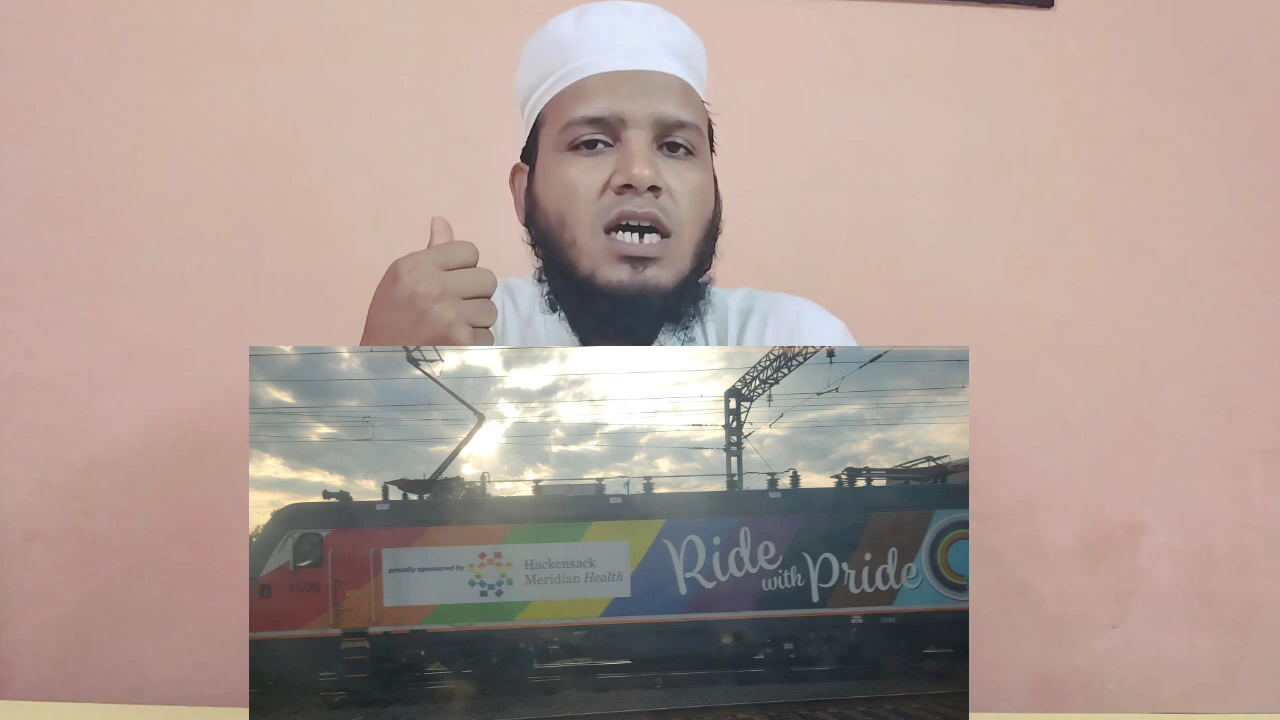 proudly sponsored by
Hackensack
Meridian Health
Ride
with Pride
1609